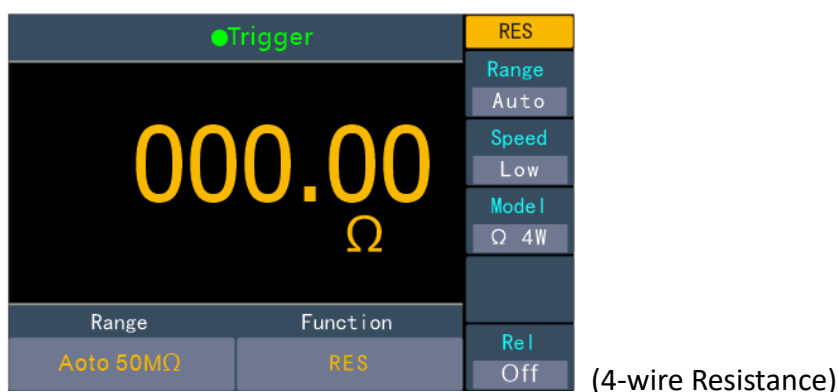 ●Trigger
000.00
Ω
Range
Function
Aoto 50MΩ
RES
RES
Range
Auto
Speed
Low
Model
Ω 4W
Rel
Off
(4-wire Resistance)